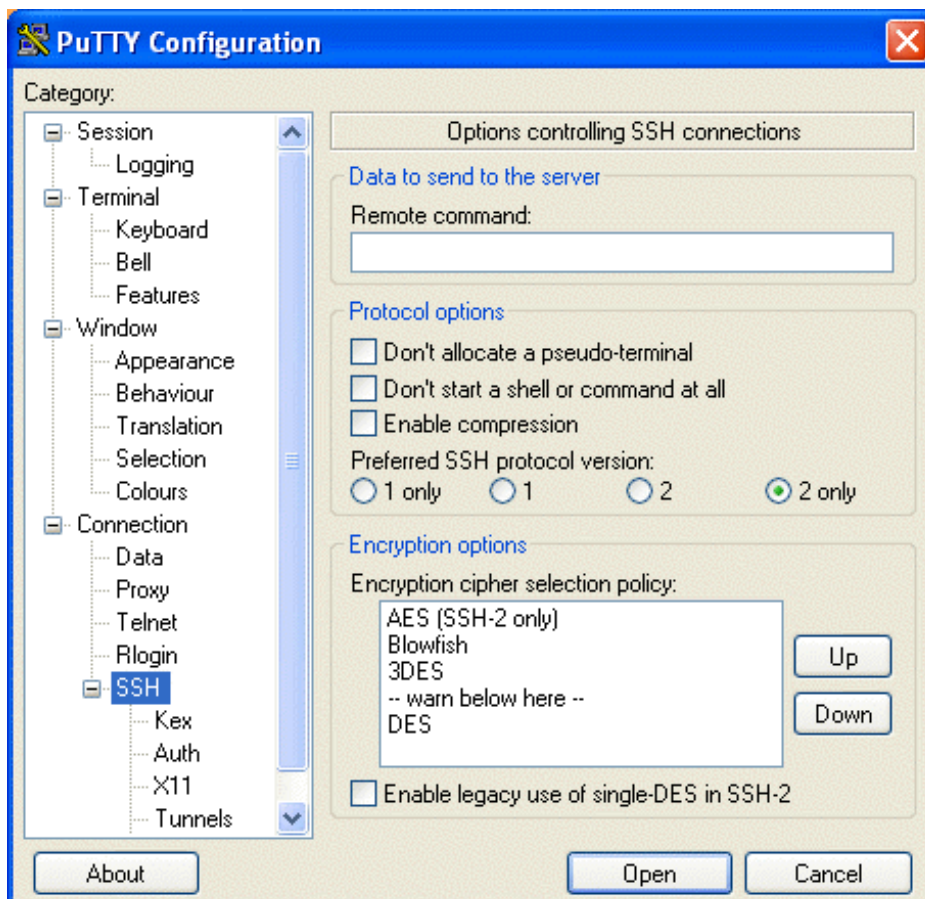 PuTTY Configuration
Category:
Session
Logging
Terminal
Keyboard
Bell
Features
Window
Appearance
Behaviour
Translation
Selection
Colours
Connection
Data
Proxy
Telnet
Rlogin
SSH
Kex
Auth
X11
Tunnels
Options controlling SSH connections
Data to send to the server
Remote command:
Protocol options
Don't allocate a pseudo-terminal
Don't start a shell or command at all
Enable compression
Preferred SSH protocol version:
1 only 1 2 2 only
Encryption options
Encryption cipher selection policy:
AES (SSH-2 only)
Blowfish
3DES
-- warn below here --
DES
Up
Down
Enable legacy use of single-DES in SSH-2
About Open Cancel